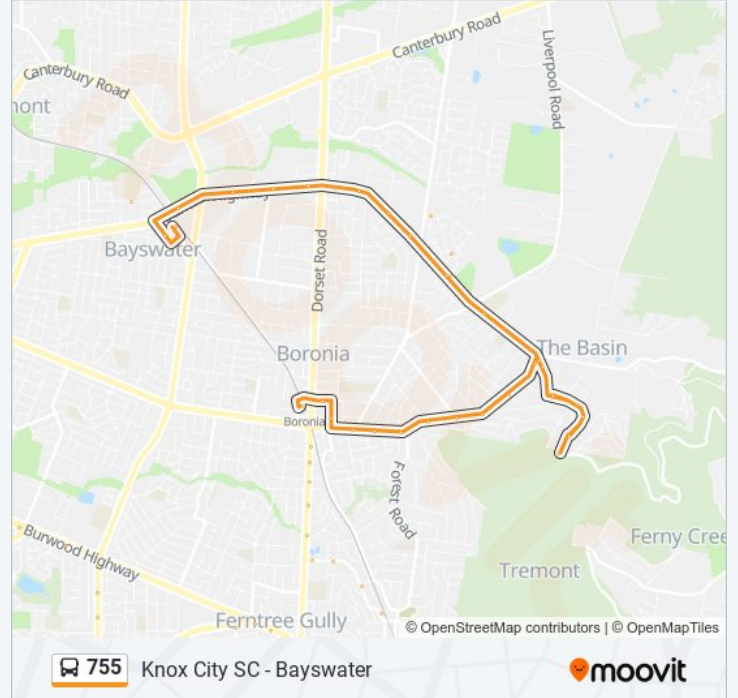 Canterbury Road
Canterbury Road
Liverpool Road
mont
Bayswater
Dorset Road
Boronia
The Basin
Boronia
Forest Road
Burwood Highway
Ferny Cree
Tremont
Ferntree Gully
© OpenStreetMap contributors | © OpenMapTiles
755 Knox City SC - Bayswater
moovit